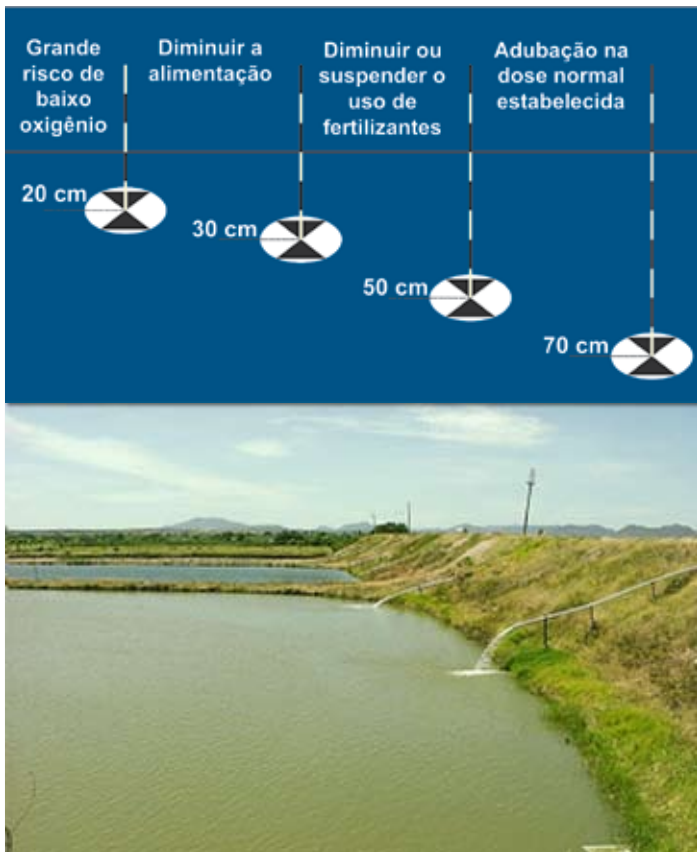 Grande
risco de
baixo
oxigênio
Diminuir a
alimentação
Diminuir ou
suspender o
uso de
fertilizantes
Adubação na
dose normal
estabelecida
20 cm
30 cm
50 cm
70 cm